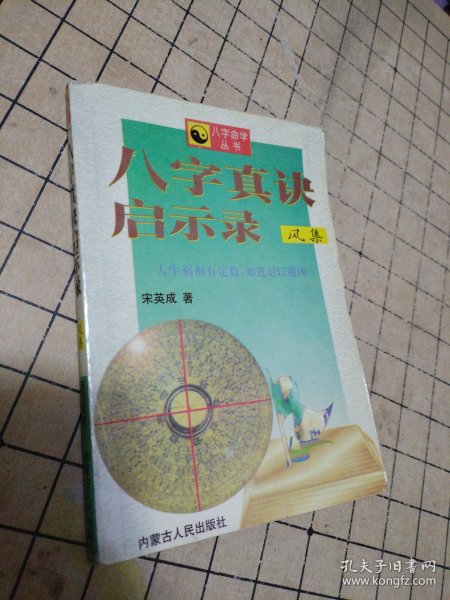 八字命学
丛书
八字真诀
启示录
风集
人生祸福有定数，知进退以避凶
宋英成 著
内蒙古人民出版社
孔夫子旧书网
www.kongfz.com